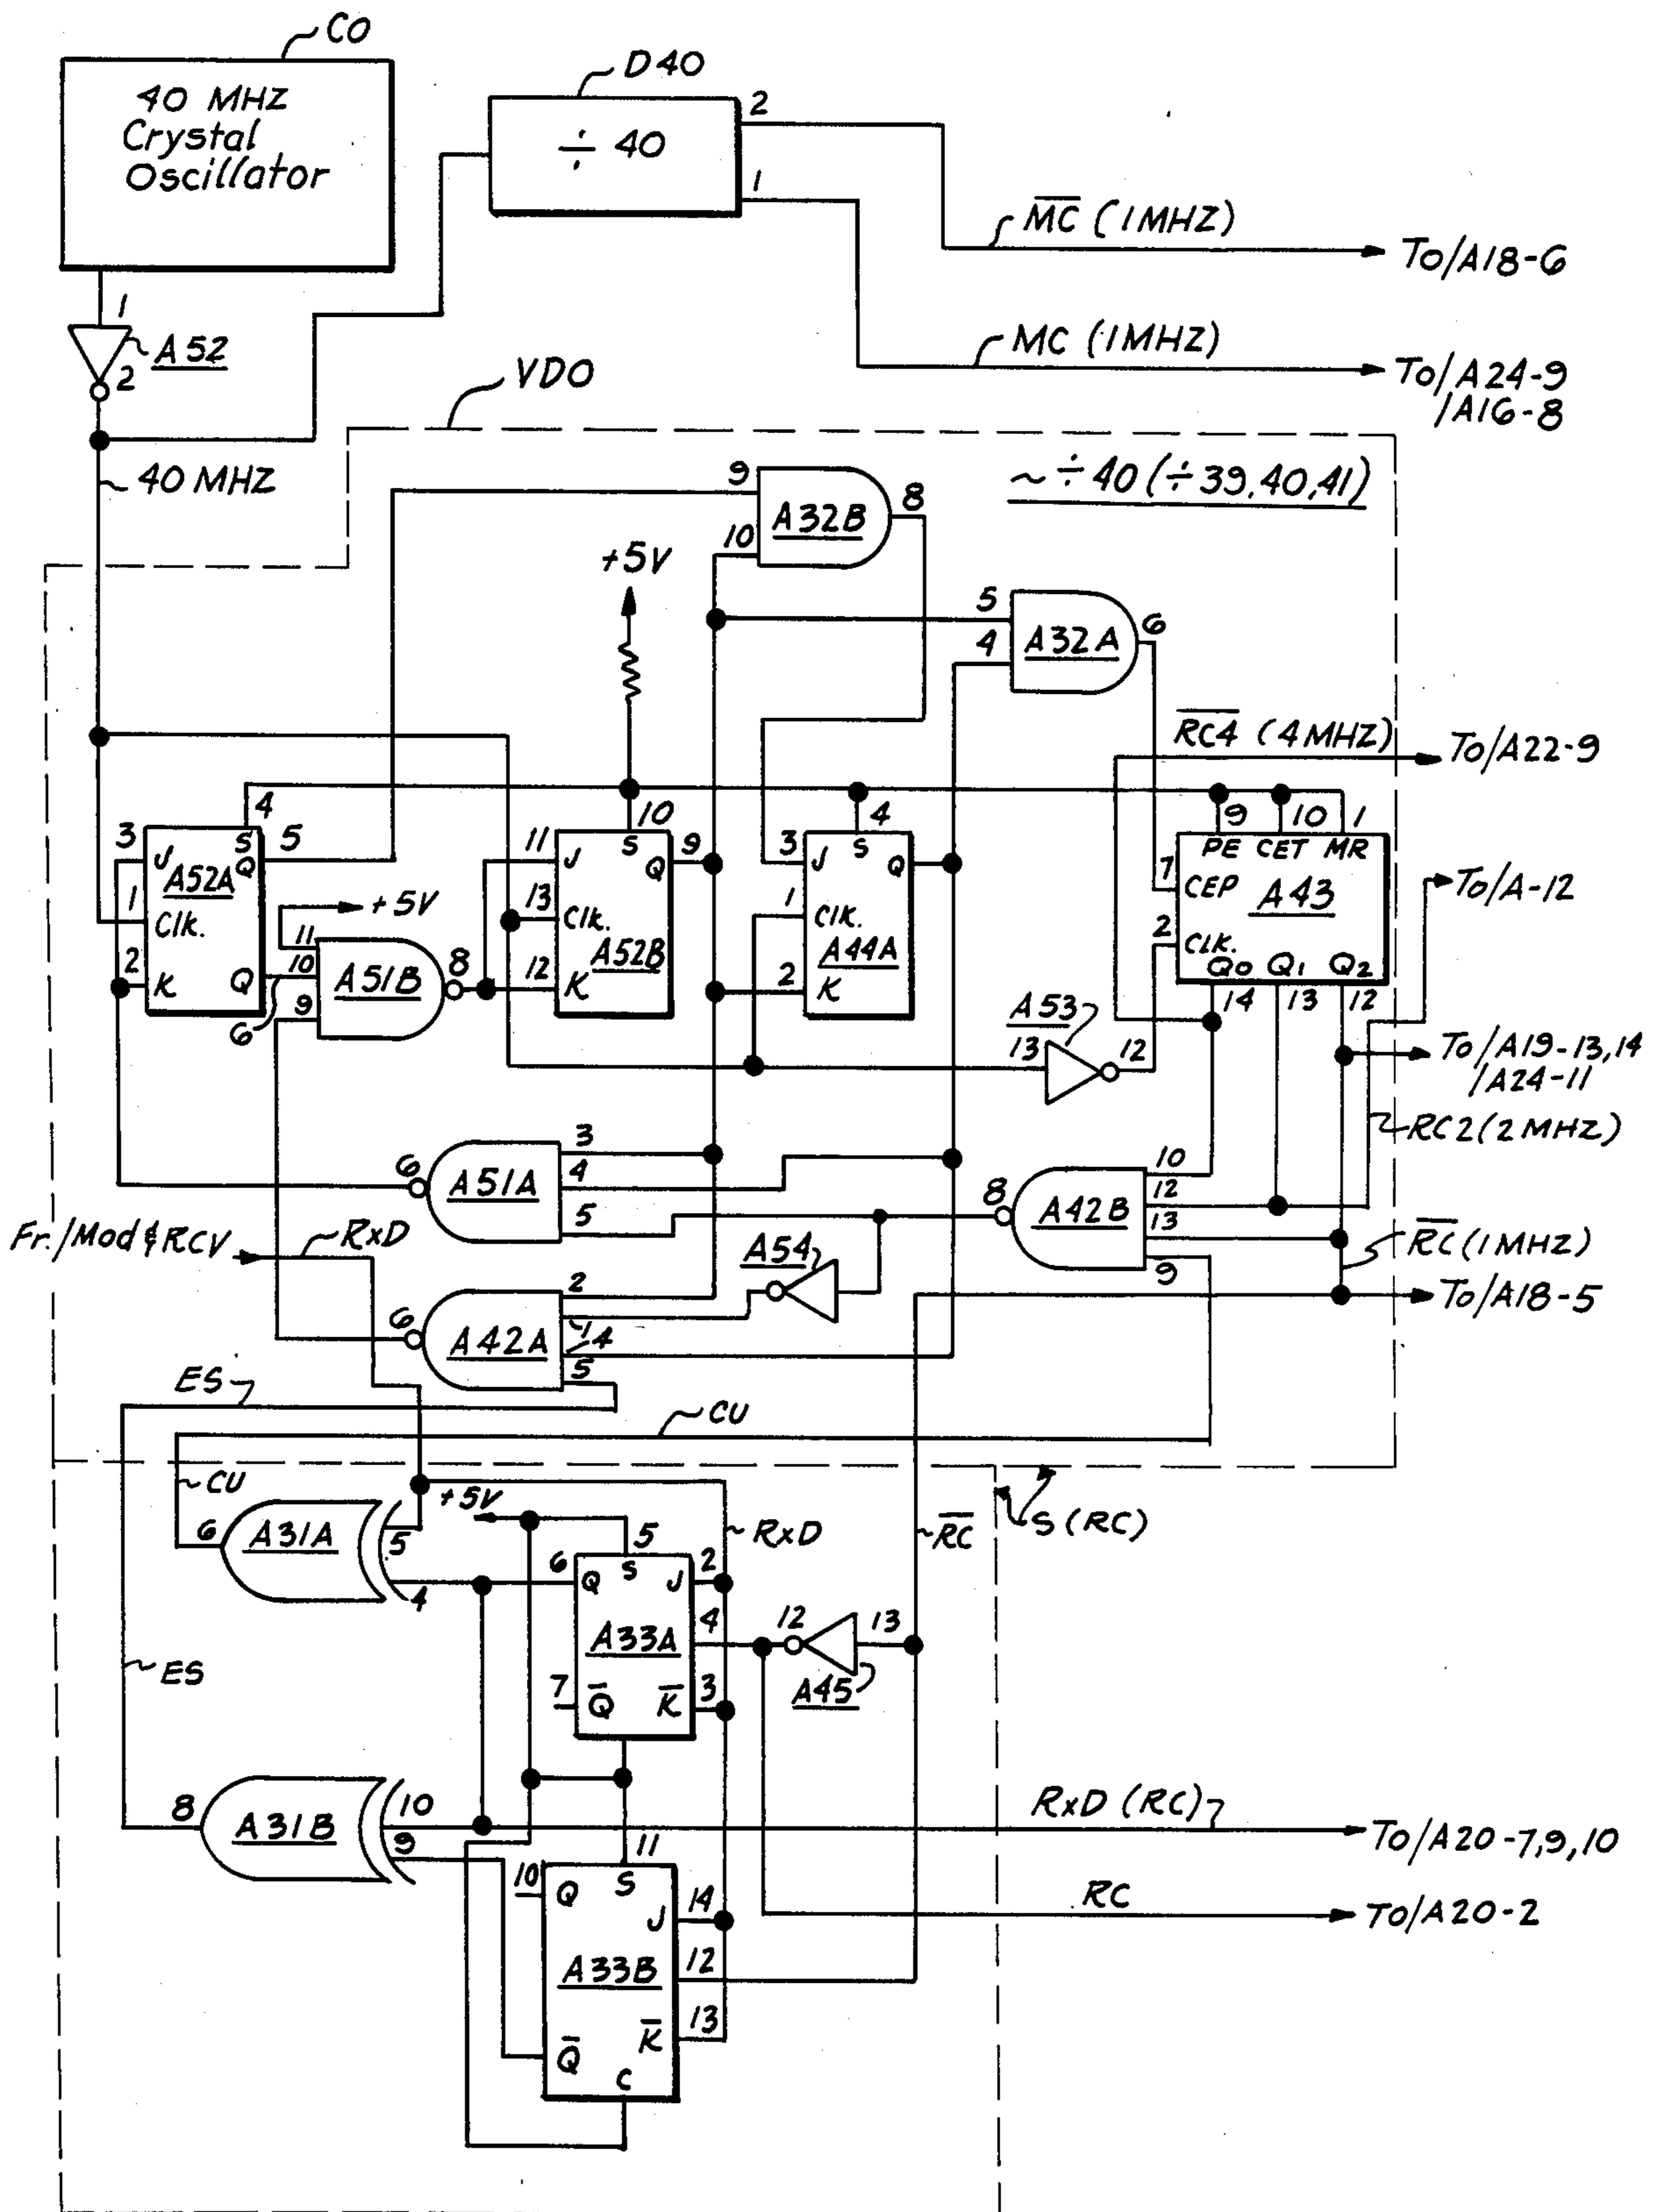 CO
40 MHZ
Crystal
Oscillator
D40
÷ 40
2
1
M̅C̅ (1MHZ)
To/A18-6
MC (1MHZ)
To/A24-9
/A16-8
1
A52
2
VDO
40 MHZ
~÷40 (÷39,40,41)
9
10
A32B
8
+5V
5
4
A32A
6
R̅C̅4̅ (4MHZ)
To/A22-9
3
1
2
4
5
J
S
Q
A52A
Clk.
K
Q
6
+5V
11
10
9
A51B
8
11
13
12
10
9
J
S
Q
Clk.
A52B
K
3
1
2
4
J
S
Q
Clk.
A44A
K
9
10
1
PE
CET
MR
7
CEP
A43
2
CLK.
Q0
Q1
Q2
14
13
12
To/A-12
A53
13
12
To/A19-13,14
/A24-11
RC2 (2MHZ)
6
A51A
3
4
5
8
A42B
10
12
13
9
Fr./Mod&RCV
RxD
A54
R̅C̅ (1MHZ)
To/A18-5
6
A42A
2
1
4
5
ES
CU
CU
+5V
6
A31A
5
4
RxD
R̅C̅
S (RC)
5
6
Q
S
J
2
A33A
4
12
13
A45
7
Q̅
K̅
3
ES
8
A31B
10
9
RxD (RC)
To/A20-7,9,10
11
10
Q
S
J
14
RC
To/A20-2
A33B
12
Q̅
K̅
13
C